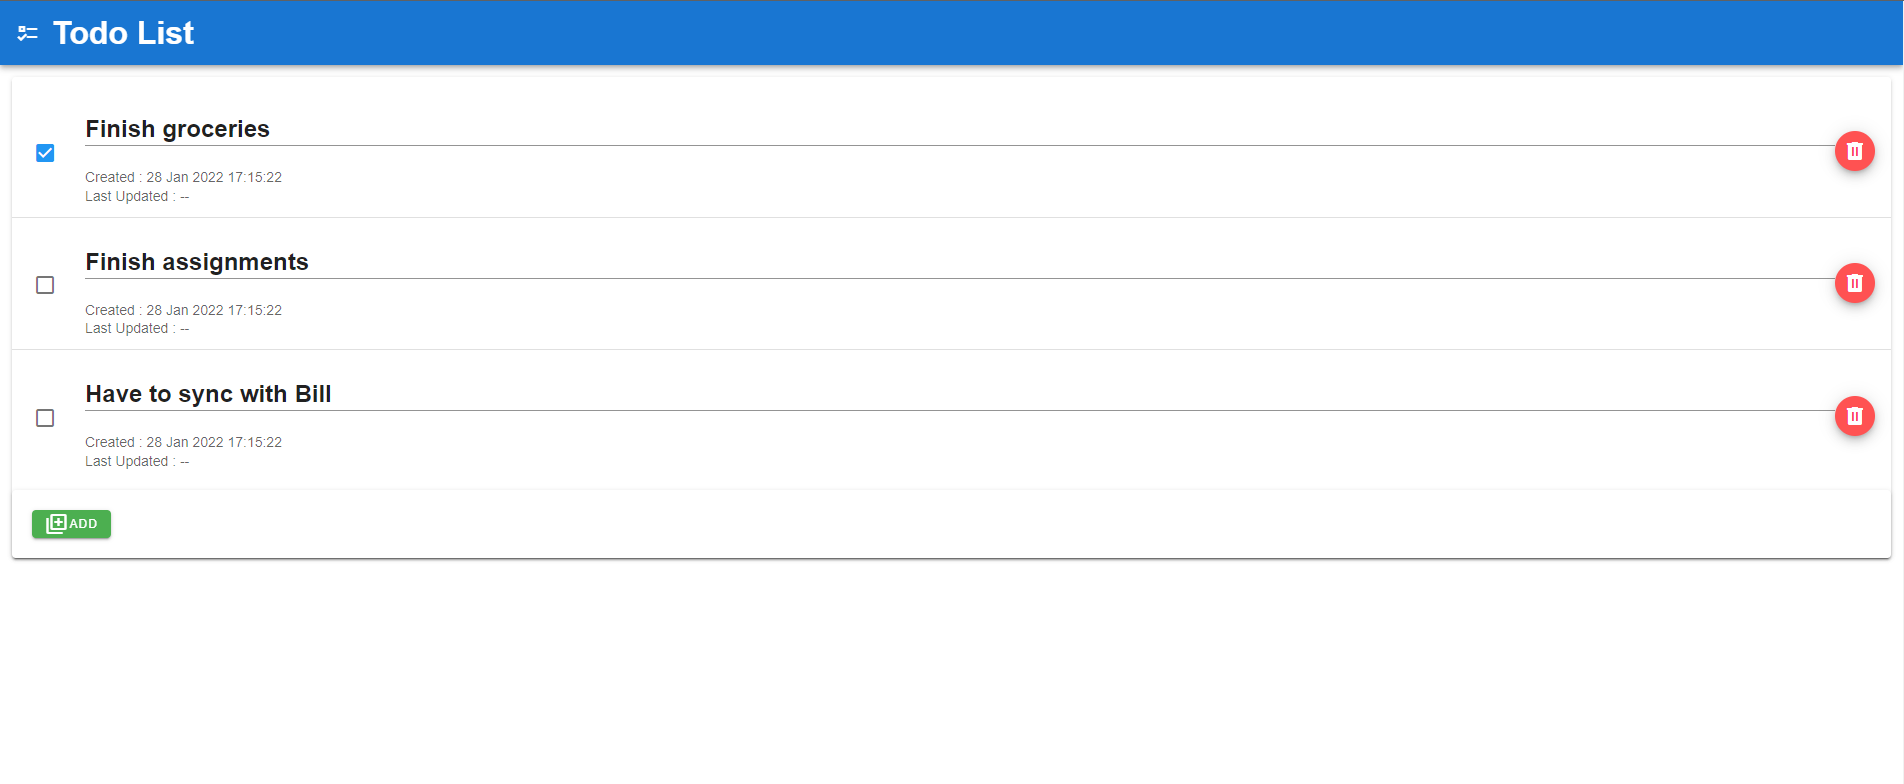 Todo List
Finish groceries
Created : 28 Jan 2022 17:15:22
Last Updated : --
Finish assignments
Created : 28 Jan 2022 17:15:22
Last Updated : --
Have to sync with Bill
Created : 28 Jan 2022 17:15:22
Last Updated : --
ADD